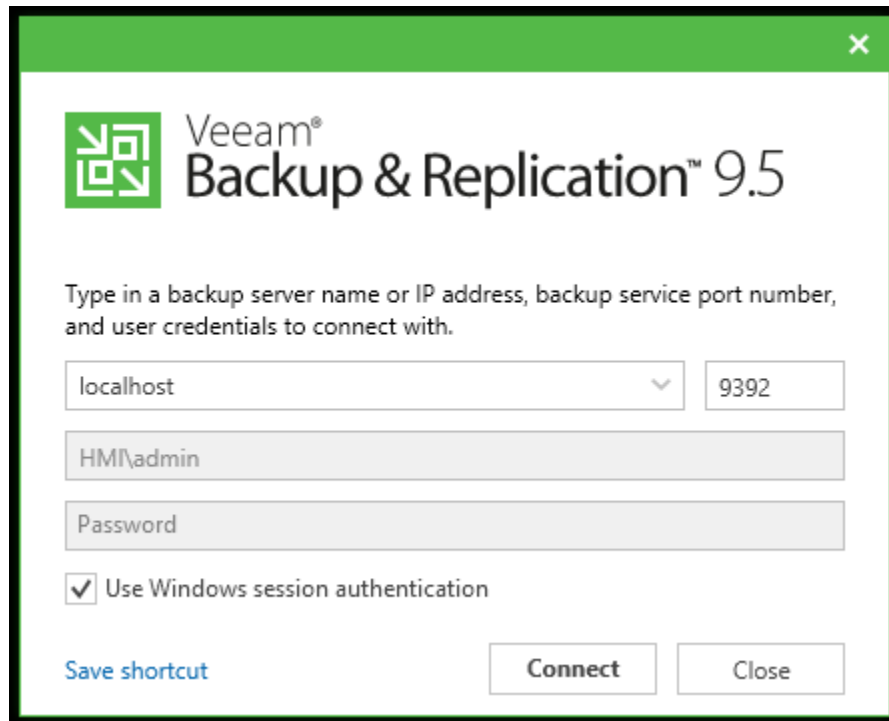 Veeam®
Backup & Replication™ 9.5
Type in a backup server name or IP address, backup service port number,
and user credentials to connect with.
localhost 9392
HMI\admin
Password
Use Windows session authentication
Save shortcut Connect Close